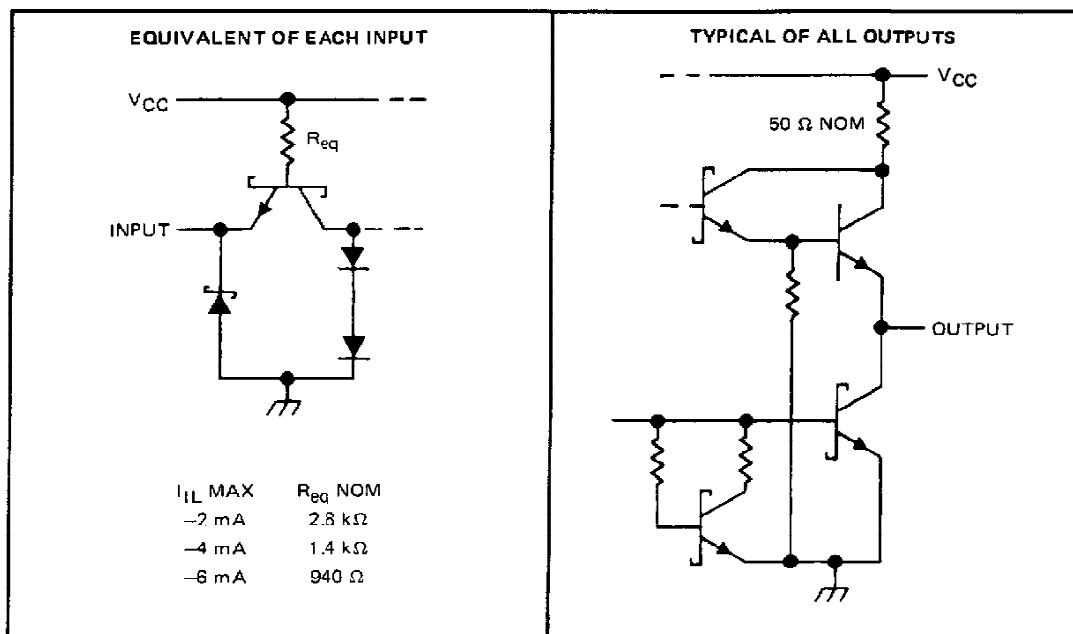 EQUIVALENT OF EACH INPUT
VCC
Req
INPUT
IIL MAX Req NOM
–2 mA 2.8 kΩ
–4 mA 1.4 kΩ
–6 mA 940 Ω
TYPICAL OF ALL OUTPUTS
VCC
50 Ω NOM
OUTPUT